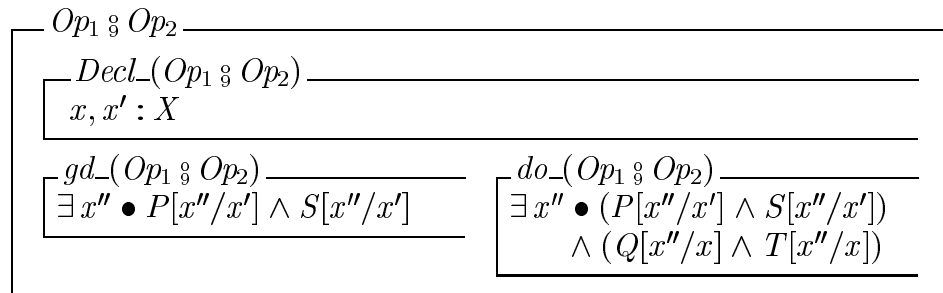 Op₁ ⨟ Op₂
Decl_(Op₁ ⨟ Op₂)
x, x′ : X
gd_(Op₁ ⨟ Op₂)
∃ x″ • P[x″/x′] ∧ S[x″/x′]
do_(Op₁ ⨟ Op₂)
∃ x″ • (P[x″/x′] ∧ S[x″/x′])
∧ (Q[x″/x] ∧ T[x″/x])